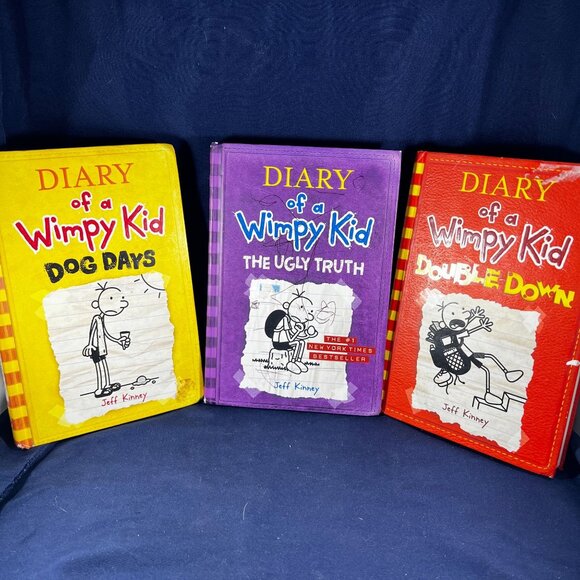 DIARY
of a
Wimpy Kid
DOG DAYS
Jeff Kinney
DIARY
of a
Wimpy Kid
THE UGLY TRUTH
THE #1
NEW YORK TIMES
BESTSELLER
Jeff Kinney
DIARY
of a
Wimpy Kid
DOUBLE DOWN
Jeff Kinney